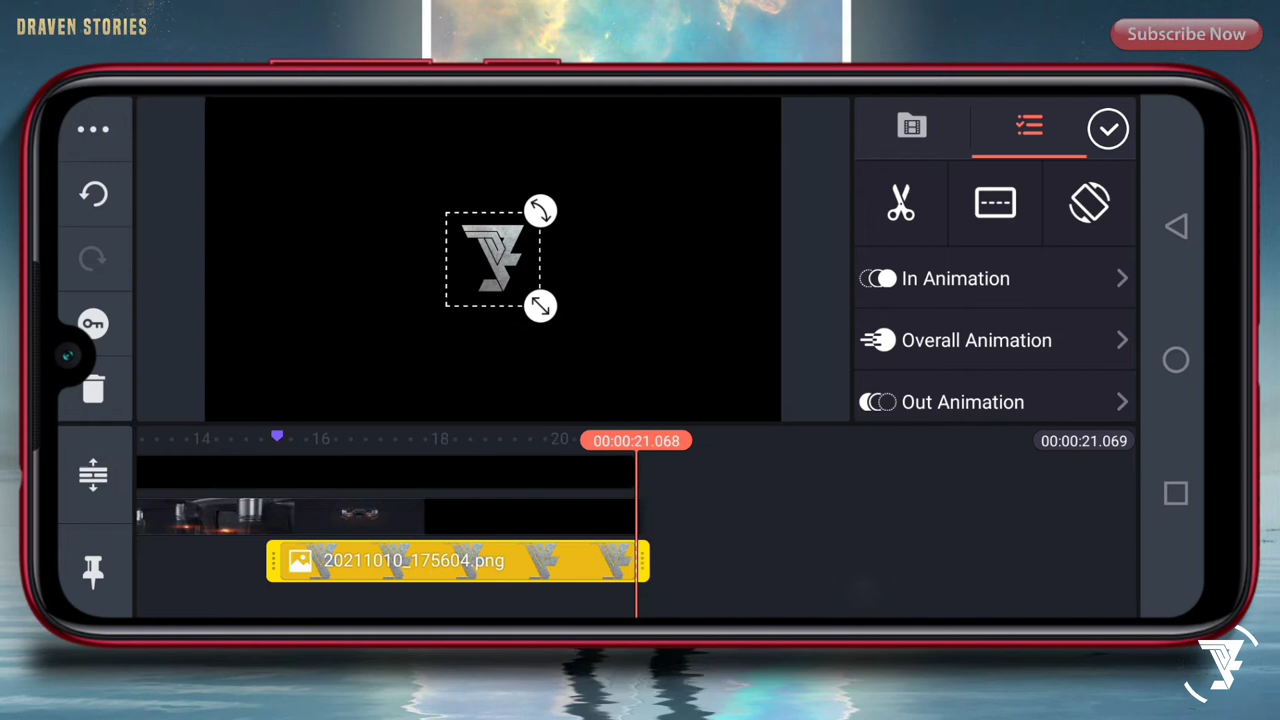 DRAVEN STORIES
Subscribe Now
In Animation
Overall Animation
Out Animation
14 16 18 20 00:00:21.068 00:00:21.069
20211010_175604.png